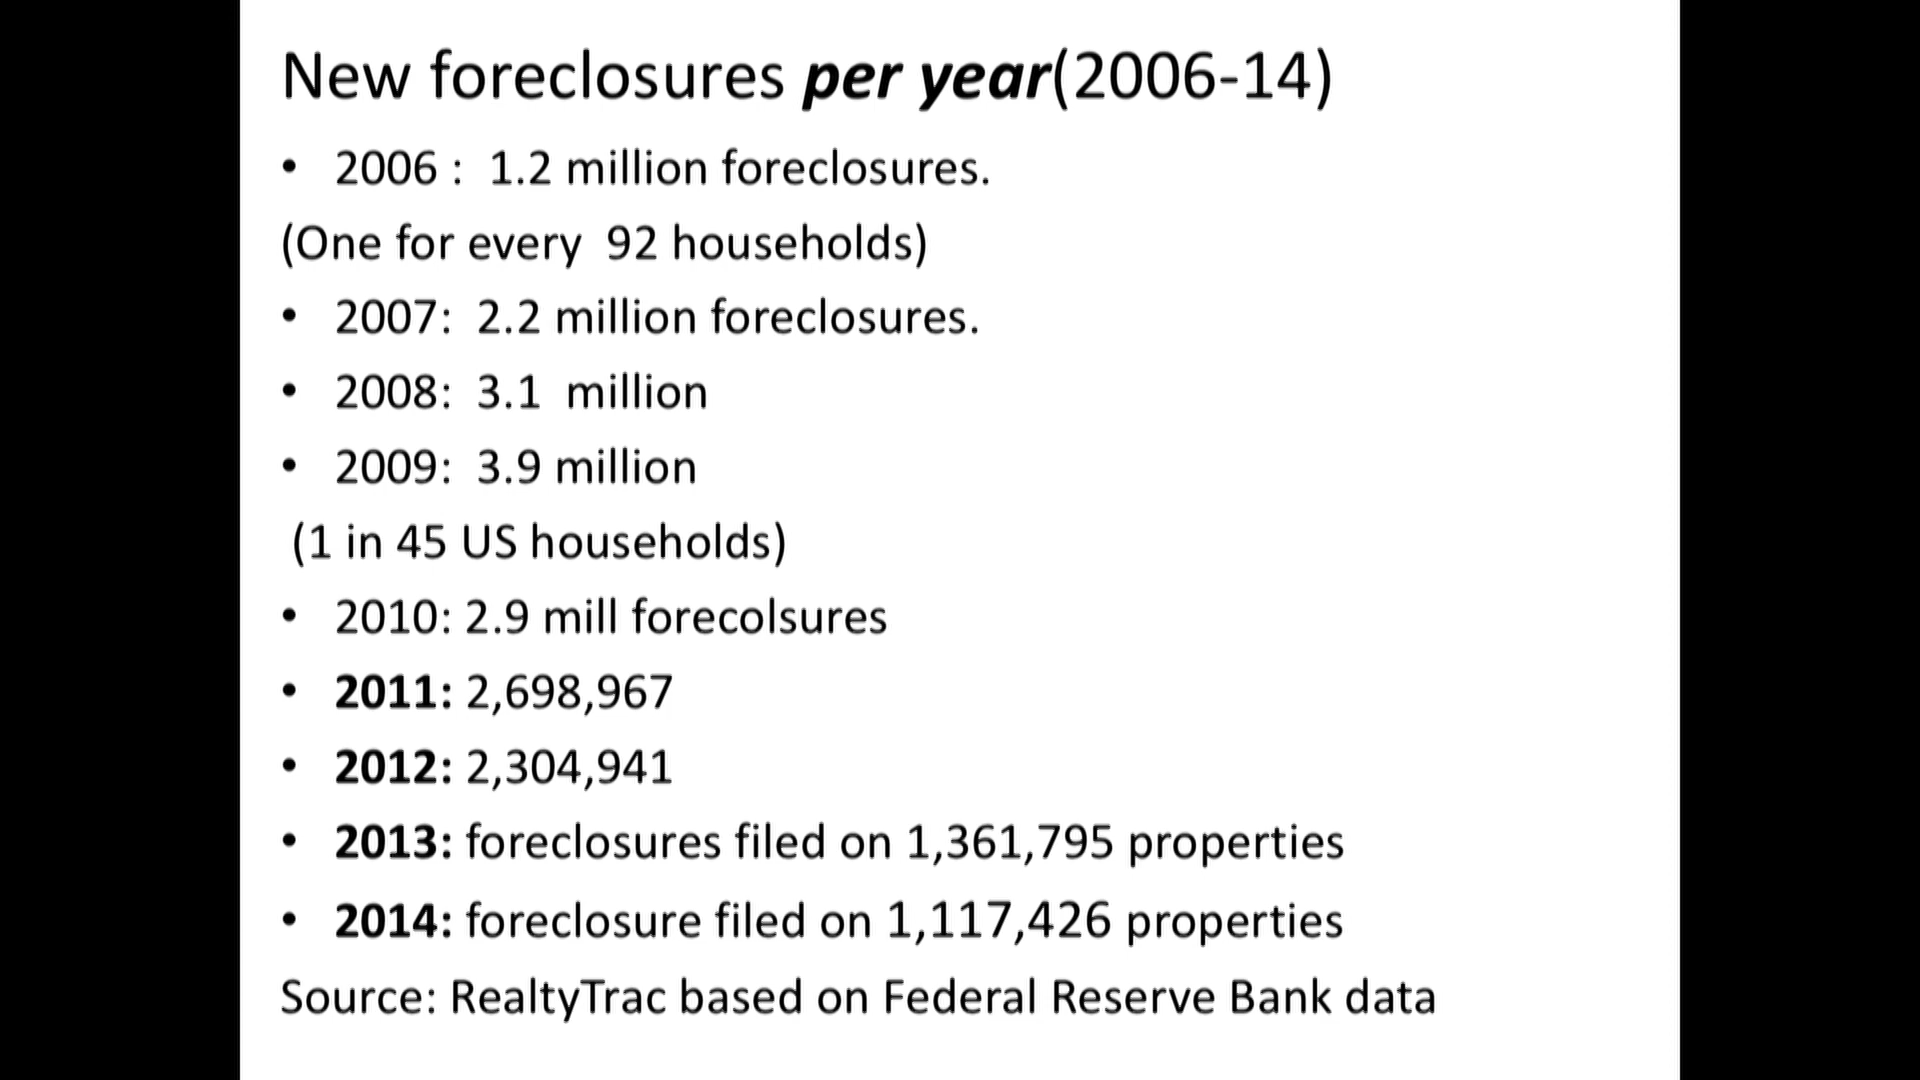 New foreclosures per year(2006-14)
• 2006 : 1.2 million foreclosures.
(One for every 92 households)
• 2007: 2.2 million foreclosures.
• 2008: 3.1 million
• 2009: 3.9 million
(1 in 45 US households)
• 2010: 2.9 mill forecolsures
• 2011: 2,698,967
• 2012: 2,304,941
• 2013: foreclosures filed on 1,361,795 properties
• 2014: foreclosure filed on 1,117,426 properties
Source: RealtyTrac based on Federal Reserve Bank data